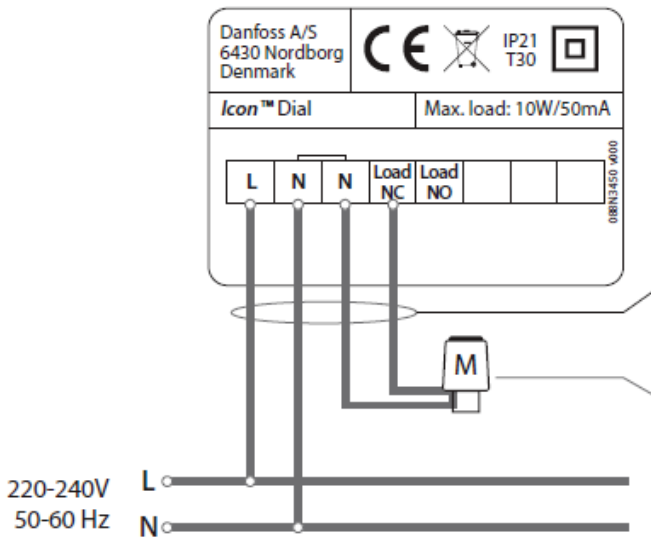 Danfoss A/S
6430 Nordborg
Denmark
CE
IP21
T30
Icon™ Dial
Max. load: 10W/50mA
L N N Load NC Load NO
088N3450 v000
M
220-240V L
50-60 Hz N